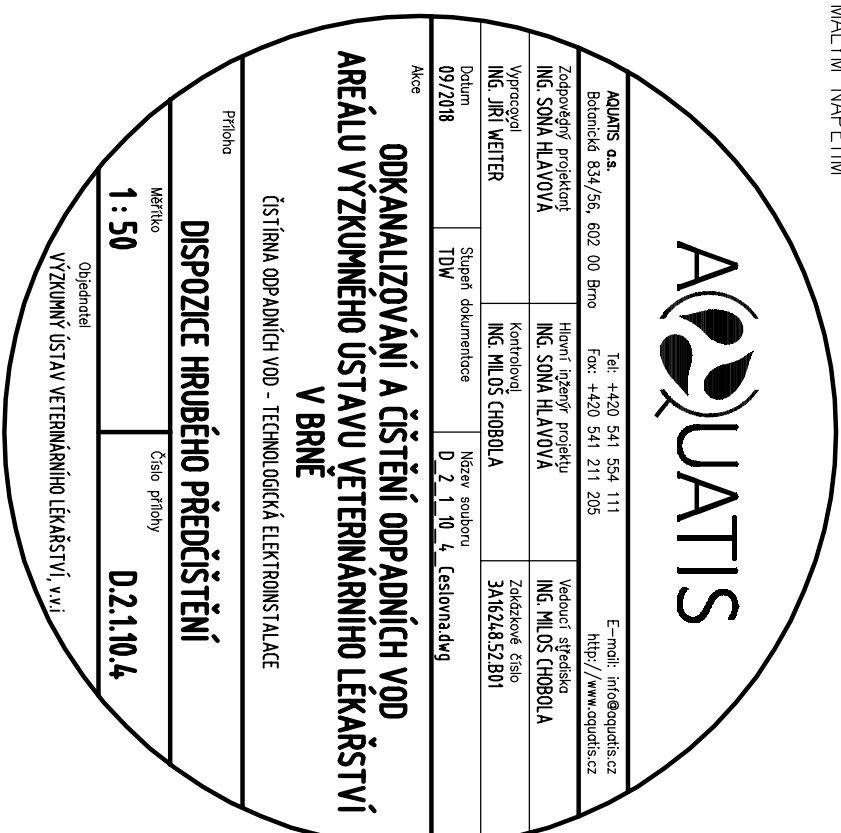 MALÝM NAPĚTÍM
AQUATIS
AQUATIS a.s.
Botanická 834/56, 602 00 Brno
Tel: +420 541 554 111
Fax: +420 541 211 205
E-mail: info@aquatis.cz
http://www.aquatis.cz
Zodpovědný projektant
ING. SOŇA HLAVOVÁ
Hlavní inženýr projektu
ING. SOŇA HLAVOVÁ
Vedoucí střediska
ING. MILOŠ CHOBOLA
Vypracoval
ING. JIŘÍ WEITER
Kontroloval
ING. MILOŠ CHOBOLA
Zakázkové číslo
3A16248.52.B01
Datum
09/2018
Stupeň dokumentace
TDW
Název souboru
D_2_1_10_4_Ceslovna.dwg
Akce
ODKANALIZOVÁNÍ A ČIŠTĚNÍ ODPADNÍCH VOD
AREÁLU VÝZKUMNÉHO ÚSTAVU VETERINÁRNÍHO LÉKAŘSTVÍ
V BRNĚ
ČISTÍRNA ODPADNÍCH VOD - TECHNOLOGICKÁ ELEKTROINSTALACE
Příloha
DISPOZICE HRUBÉHO PŘEDČIŠTĚNÍ
Měřítko
1:50
Číslo přílohy
D.2.1.10.4
Objednatel
VÝZKUMNÝ ÚSTAV VETERINÁRNÍHO LÉKAŘSTVÍ, v.v.i